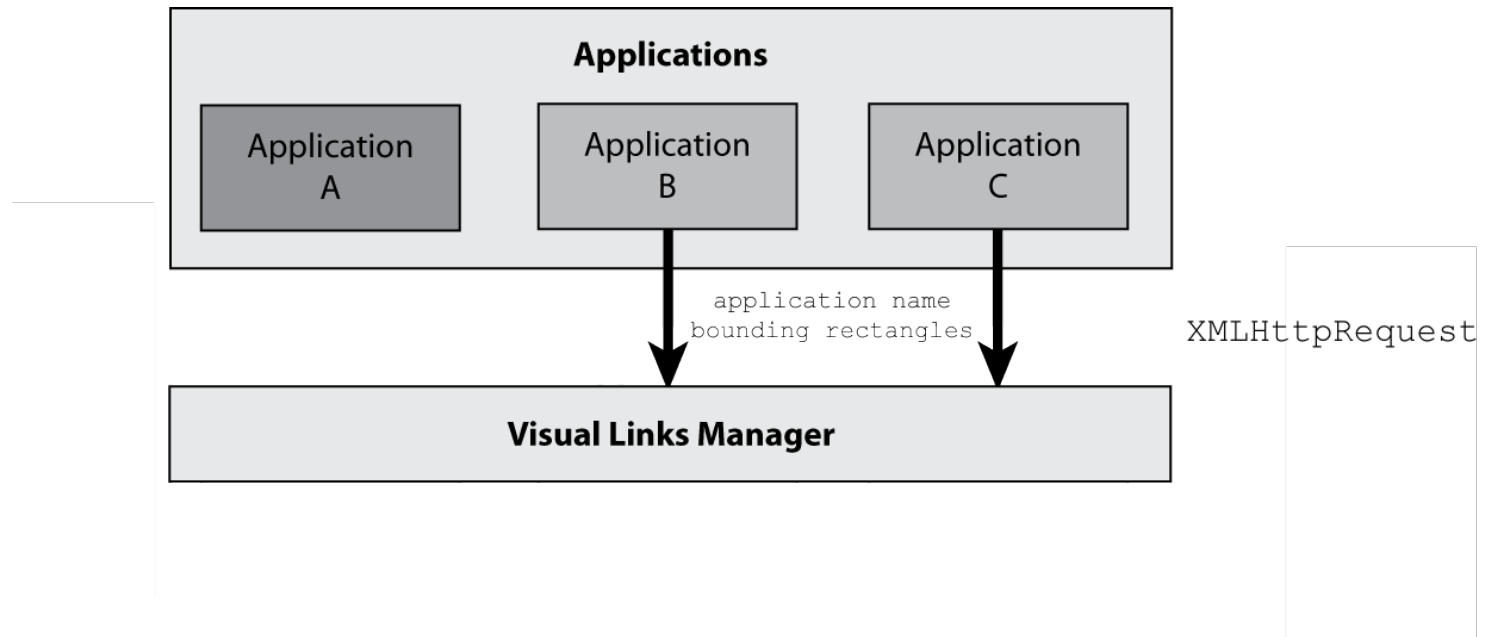 Applications
Application
A
Application
B
Application
C
application name
bounding rectangles
XMLHttpRequest
Visual Links Manager